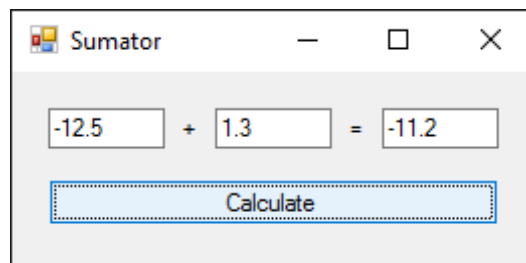 Sumator
-12.5 + 1.3 = -11.2
Calculate